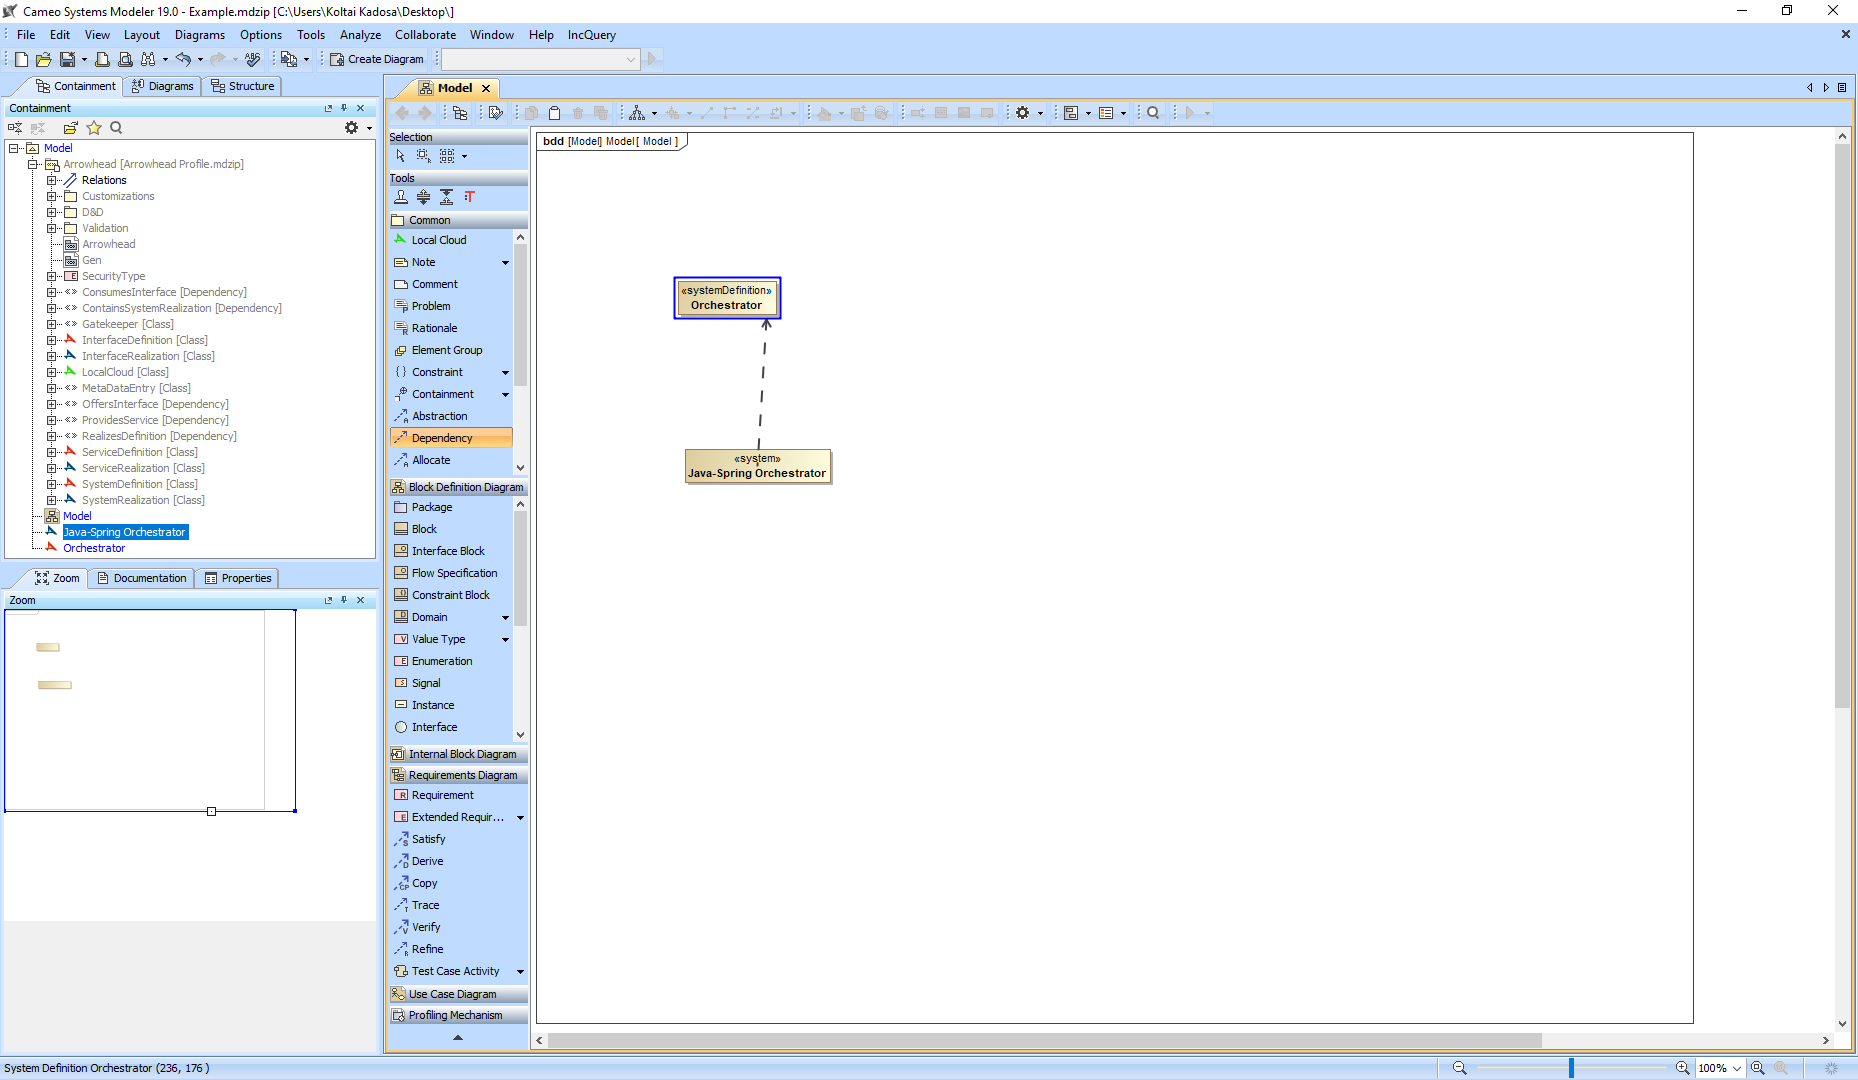 Cameo Systems Modeler 19.0 - Example.mdzip [C:\Users\Koltai Kadosa\Desktop\]
File Edit View Layout Diagrams Options Tools Analyze Collaborate Window Help IncQuery
Create Diagram
Containment Diagrams Structure
Containment
Model
Arrowhead [Arrowhead Profile.mdzip]
Relations
Customizations
D&D
Validation
Arrowhead
Gen
SecurityType
ConsumesInterface [Dependency]
ContainsSystemRealization [Dependency]
Gatekeeper [Class]
InterfaceDefinition [Class]
InterfaceRealization [Class]
LocalCloud [Class]
MetaDataEntry [Class]
OffersInterface [Dependency]
ProvidesService [Dependency]
RealizesDefinition [Dependency]
ServiceDefinition [Class]
ServiceRealization [Class]
SystemDefinition [Class]
SystemRealization [Class]
Model
Java-Spring Orchestrator
Orchestrator
Zoom Documentation Properties
Zoom
Model
Selection
Tools
Common
Local Cloud
Note
Comment
Problem
Rationale
Element Group
Constraint
Containment
Abstraction
Dependency
Allocate
Block Definition Diagram
Package
Block
Interface Block
Flow Specification
Constraint Block
Domain
Value Type
Enumeration
Signal
Instance
Interface
Internal Block Diagram
Requirements Diagram
Requirement
Extended Requir...
Satisfy
Derive
Copy
Trace
Verify
Refine
Test Case Activity
Use Case Diagram
Profiling Mechanism
bdd [Model] Model[ Model ]
«systemDefinition»
Orchestrator
«system»
Java-Spring Orchestrator
System Definition Orchestrator (236, 176 )
100%